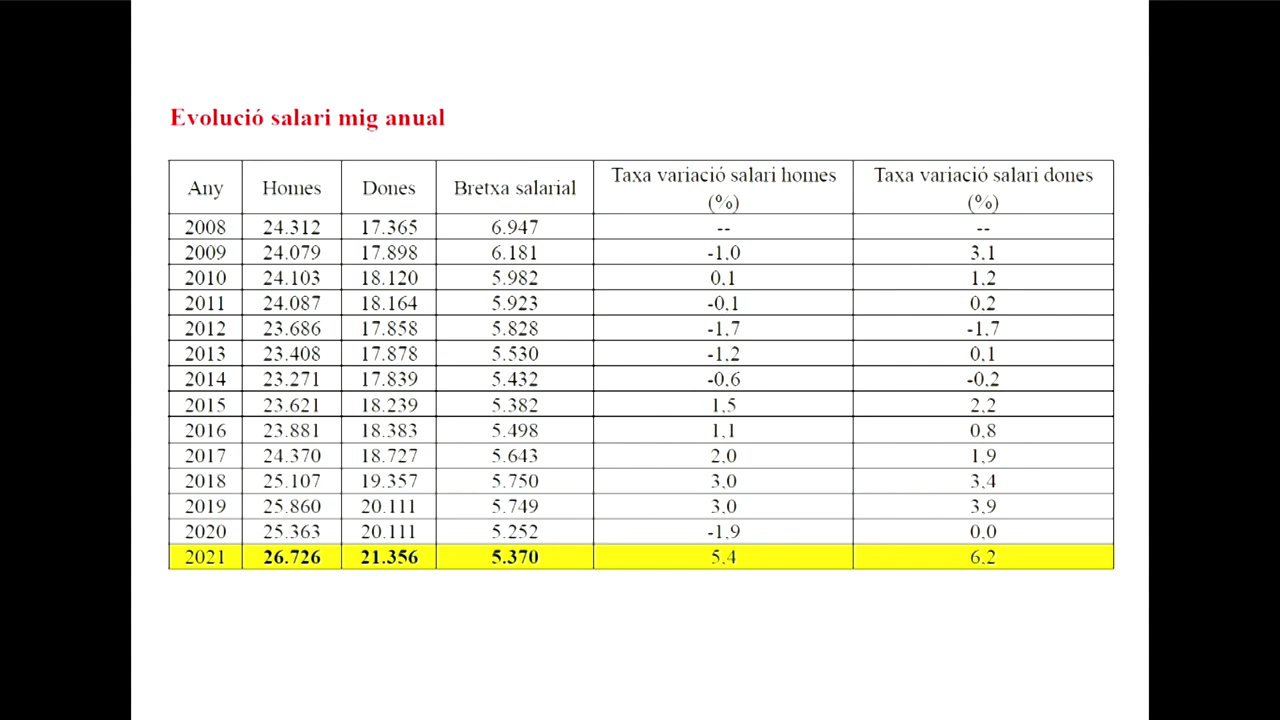 Evolució salari mig anual
Any Homes Dones Bretxa salarial Taxa variació salari homes (%) Taxa variació salari dones (%)
2008 24.312 17.365 6.947 -- --
2009 24.079 17.898 6.181 -1,0 3,1
2010 24.103 18.120 5.982 0,1 1,2
2011 24.087 18.164 5.923 -0,1 0,2
2012 23.686 17.858 5.828 -1,7 -1,7
2013 23.408 17.878 5.530 -1,2 0,1
2014 23.271 17.839 5.432 -0,6 -0,2
2015 23.621 18.239 5.382 1,5 2,2
2016 23.881 18.383 5.498 1,1 0,8
2017 24.370 18.727 5.643 2,0 1,9
2018 25.107 19.357 5.750 3,0 3,4
2019 25.860 20.111 5.749 3,0 3,9
2020 25.363 20.111 5.252 -1,9 0,0
2021 26.726 21.356 5.370 5,4 6,2